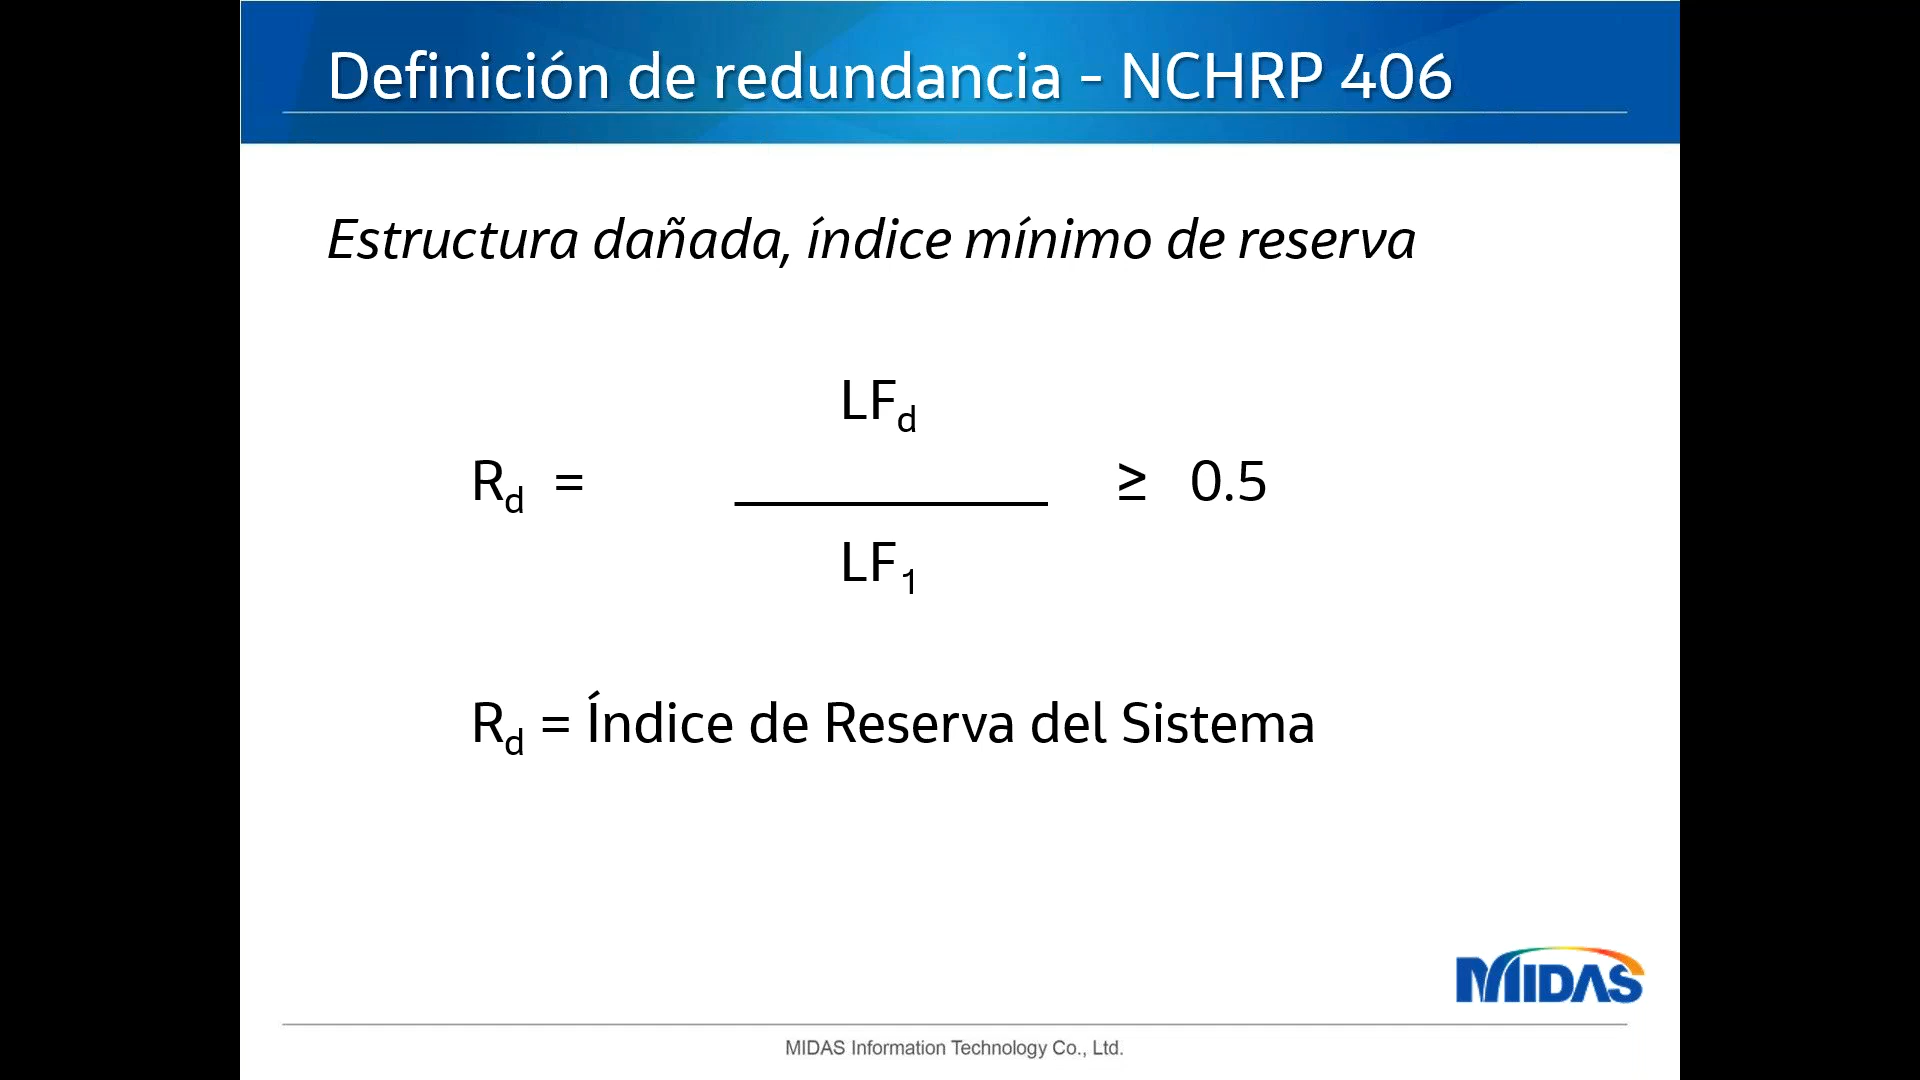 Definición de redundancia - NCHRP 406
Estructura dañada, índice mínimo de reserva
LFd
Rd = ≥ 0.5
LF1
Rd = Índice de Reserva del Sistema
MIDAS
MIDAS Information Technology Co., Ltd.